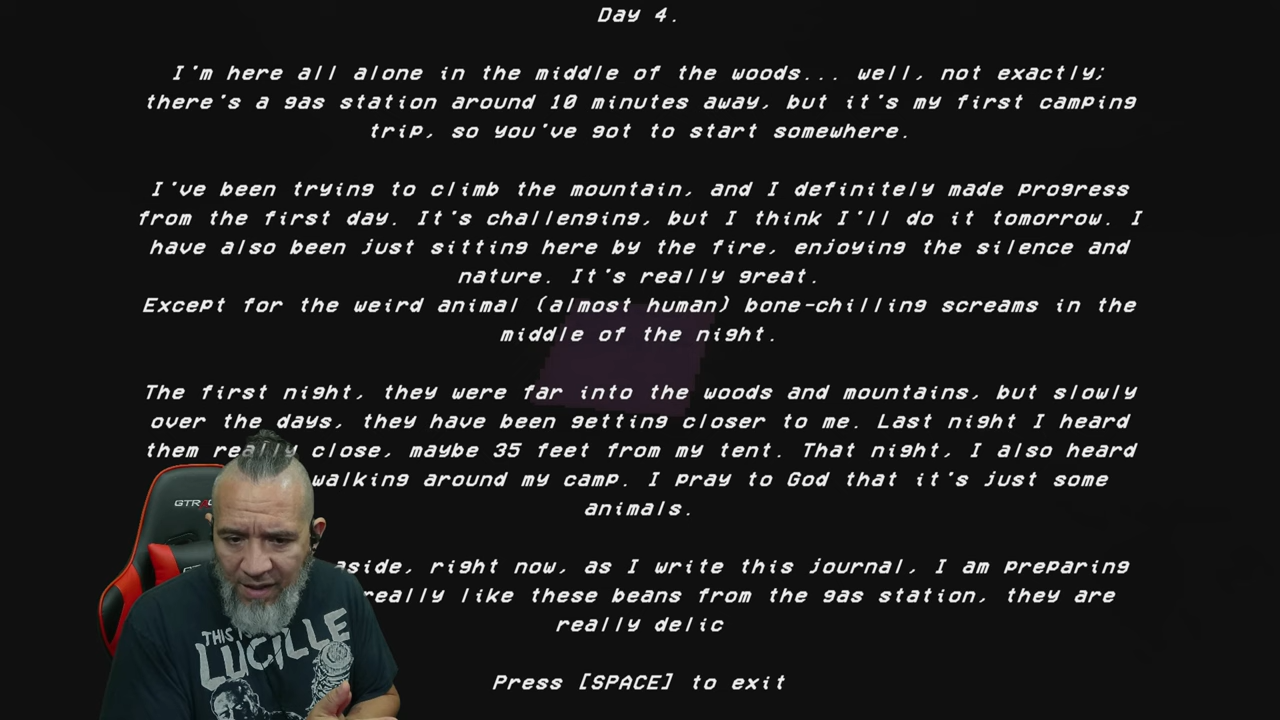 Day 4.
I'm here all alone in the middle of the woods... well, not exactly;
there's a gas station around 10 minutes away, but it's my first camping
trip, so you've got to start somewhere.
I've been trying to climb the mountain, and I definitely made progress
from the first day. It's challenging, but I think I'll do it tomorrow. I
have also been just sitting here by the fire, enjoying the silence and
nature. It's really great.
Except for the weird animal (almost human) bone-chilling screams in the
middle of the night.
The first night, they were far into the woods and mountains, but slowly
over the days, they have been getting closer to me. Last night I heard
them really close, maybe 35 feet from my tent. That night, I also heard
walking around my camp. I pray to God that it's just some
animals.
aside, right now, as I write this journal, I am preparing
really like these beans from the gas station, they are
really delic
Press [SPACE] to exit
GTR
THIS IS
LUCILLE